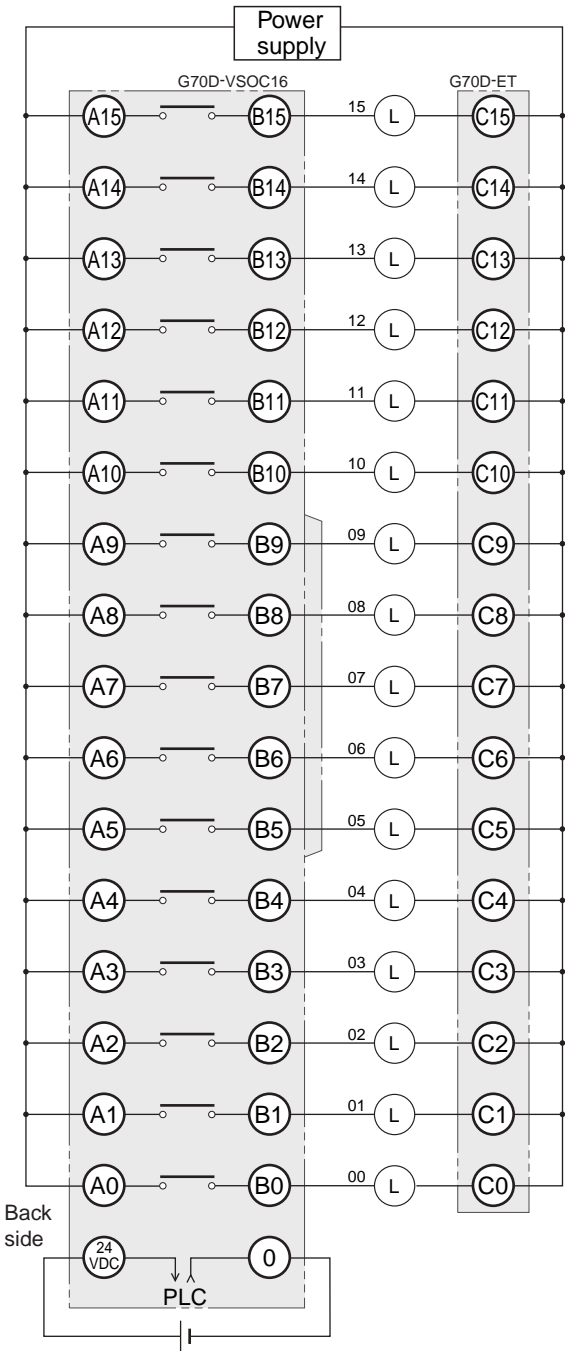 Power
supply
G70D-VSOC16 G70D-ET
A15 B15 15 L C15
A14 B14 14 L C14
A13 B13 13 L C13
A12 B12 12 L C12
A11 B11 11 L C11
A10 B10 10 L C10
A9 B9 09 L C9
A8 B8 08 L C8
A7 B7 07 L C7
A6 B6 06 L C6
A5 B5 05 L C5
A4 B4 04 L C4
A3 B3 03 L C3
A2 B2 02 L C2
A1 B1 01 L C1
A0 B0 00 L C0
Back
side
24
VDC
0
PLC